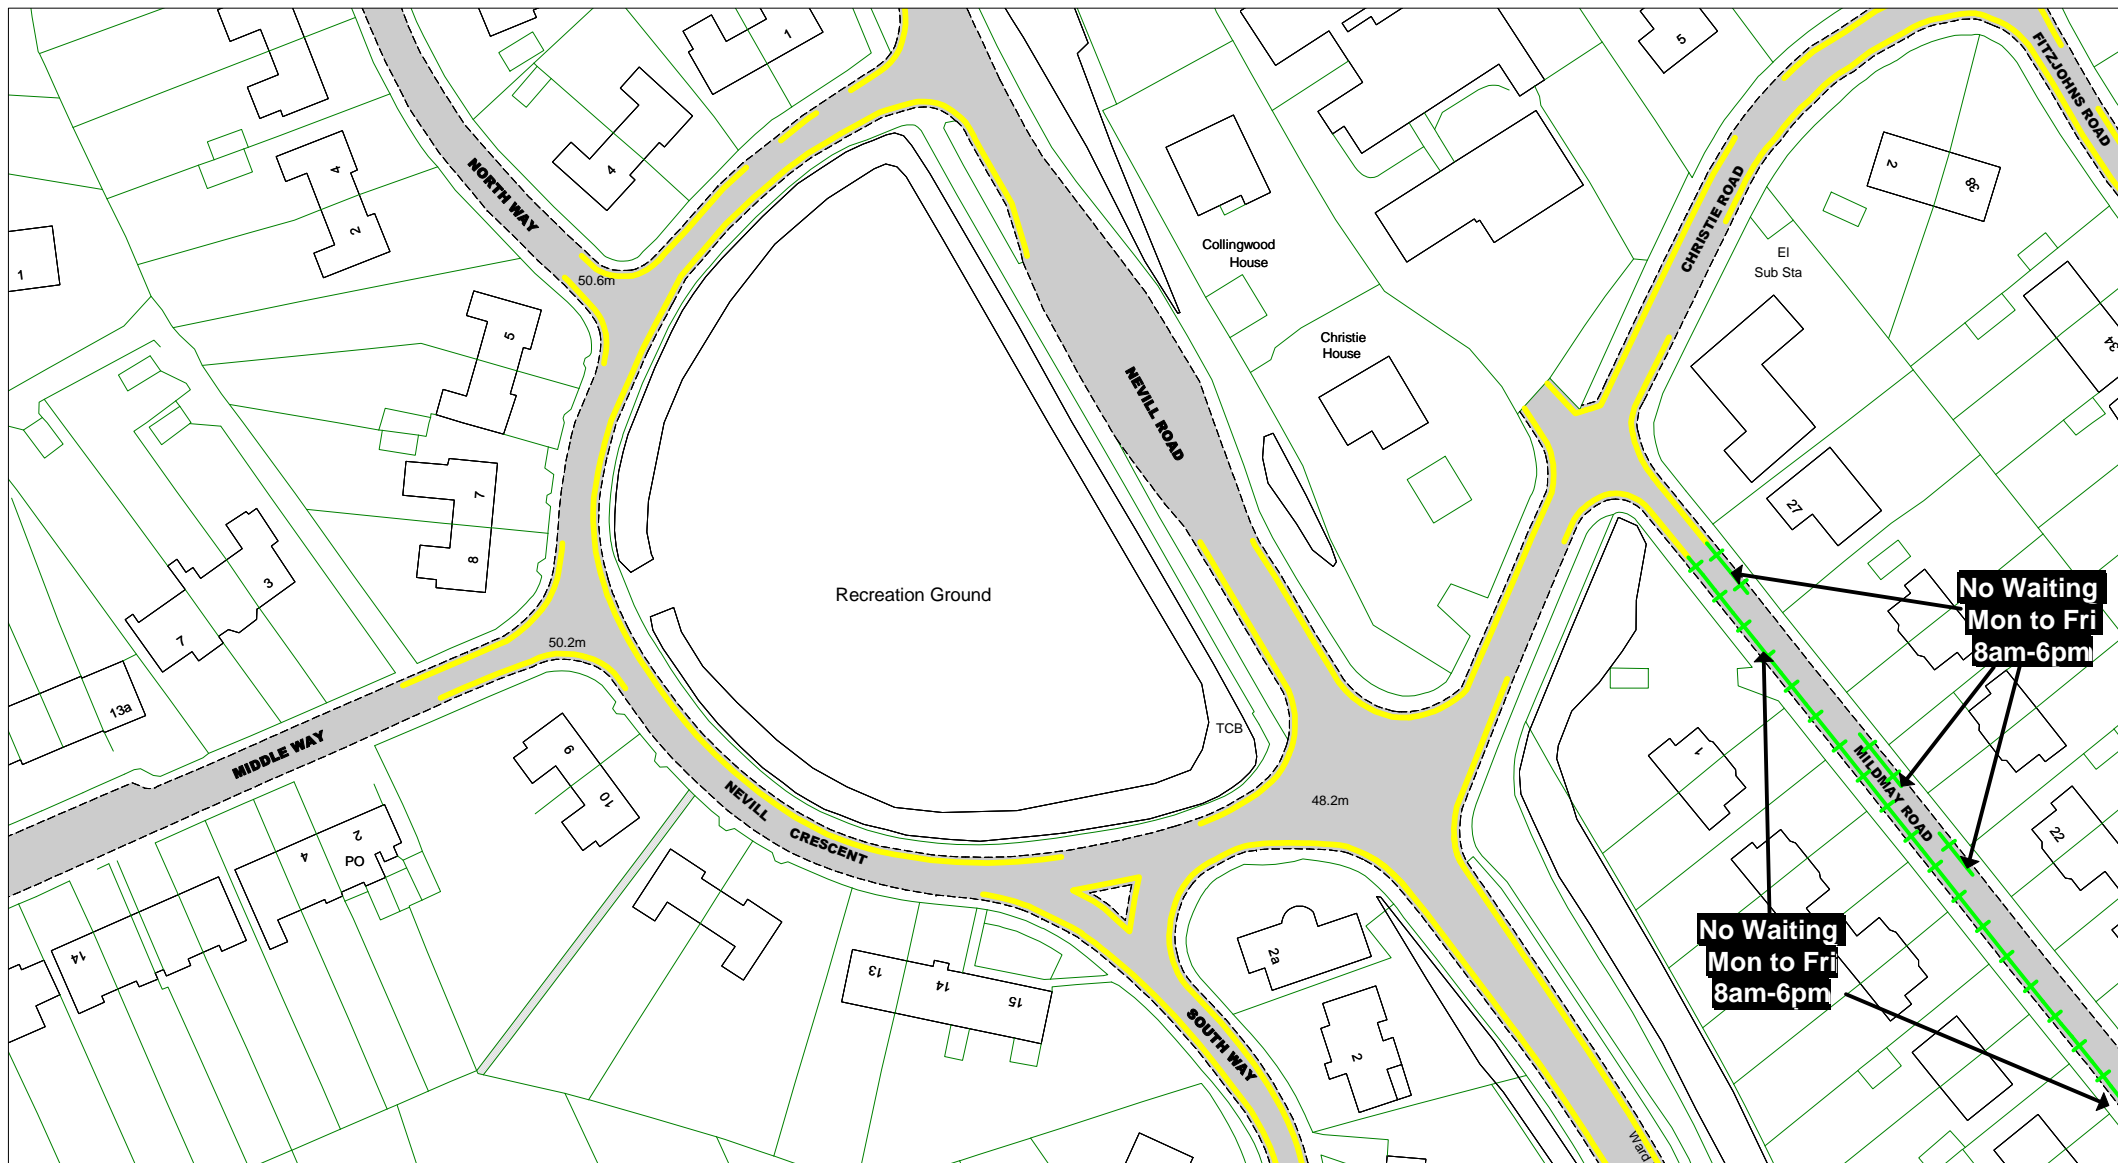 1
5
FITZJOHNS ROAD
4
4
NORTH WAY
2
2
38
CHRISTIE ROAD
1
Collingwood
House
El
Sub Sta
50.6m
5
Christie
House
34
NEVILL ROAD
7
27
8
3
Recreation Ground
No Waiting
Mon to Fri
8am-6pm
7
50.2m
13a
TCB
MIDDLE WAY
9
1
10
NEVILL
CRESCENT
48.2m
MILDMAY ROAD
2
4
PO
22
14
No Waiting
Mon to Fri
8am-6pm
2a
13
14
15
SOUTH WAY
2
Ward